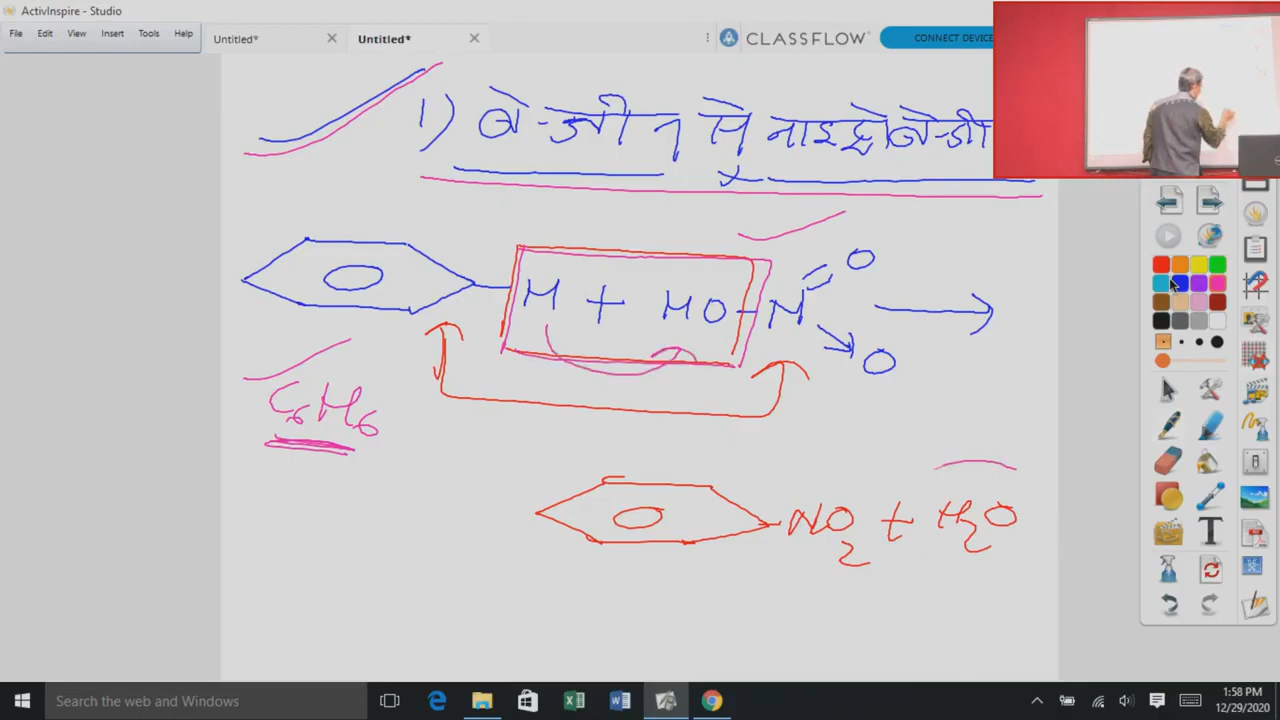 ActivInspire - Studio
File Edit View Insert Tools Help
Untitled* Untitled*
CLASSFLOW CONNECT DEVICE
1) बेन्जीन से नाइट्रोबेन्जी
H + HO-N O
O
C6H6
NO2 + H2O
T
Search the web and Windows
1:58 PM
12/29/2020